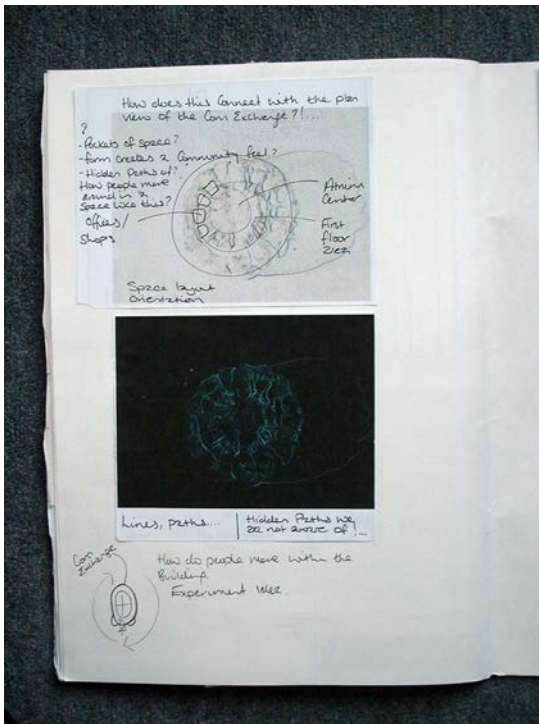 How does this connect with the plan
view of the Corn Exchange?!...
?
- Pockets of space?
- form creates a community feel?
- Hidden Paths of?
How people move
around in a
space like this?
Offices/
Shops
Atrium
Center
First
floor
area
Space layout
orientation
Lines, paths....
Hidden Paths we
are not aware of!...
Corn
Exchange
How do people move within the
Building.
Experiment idea.